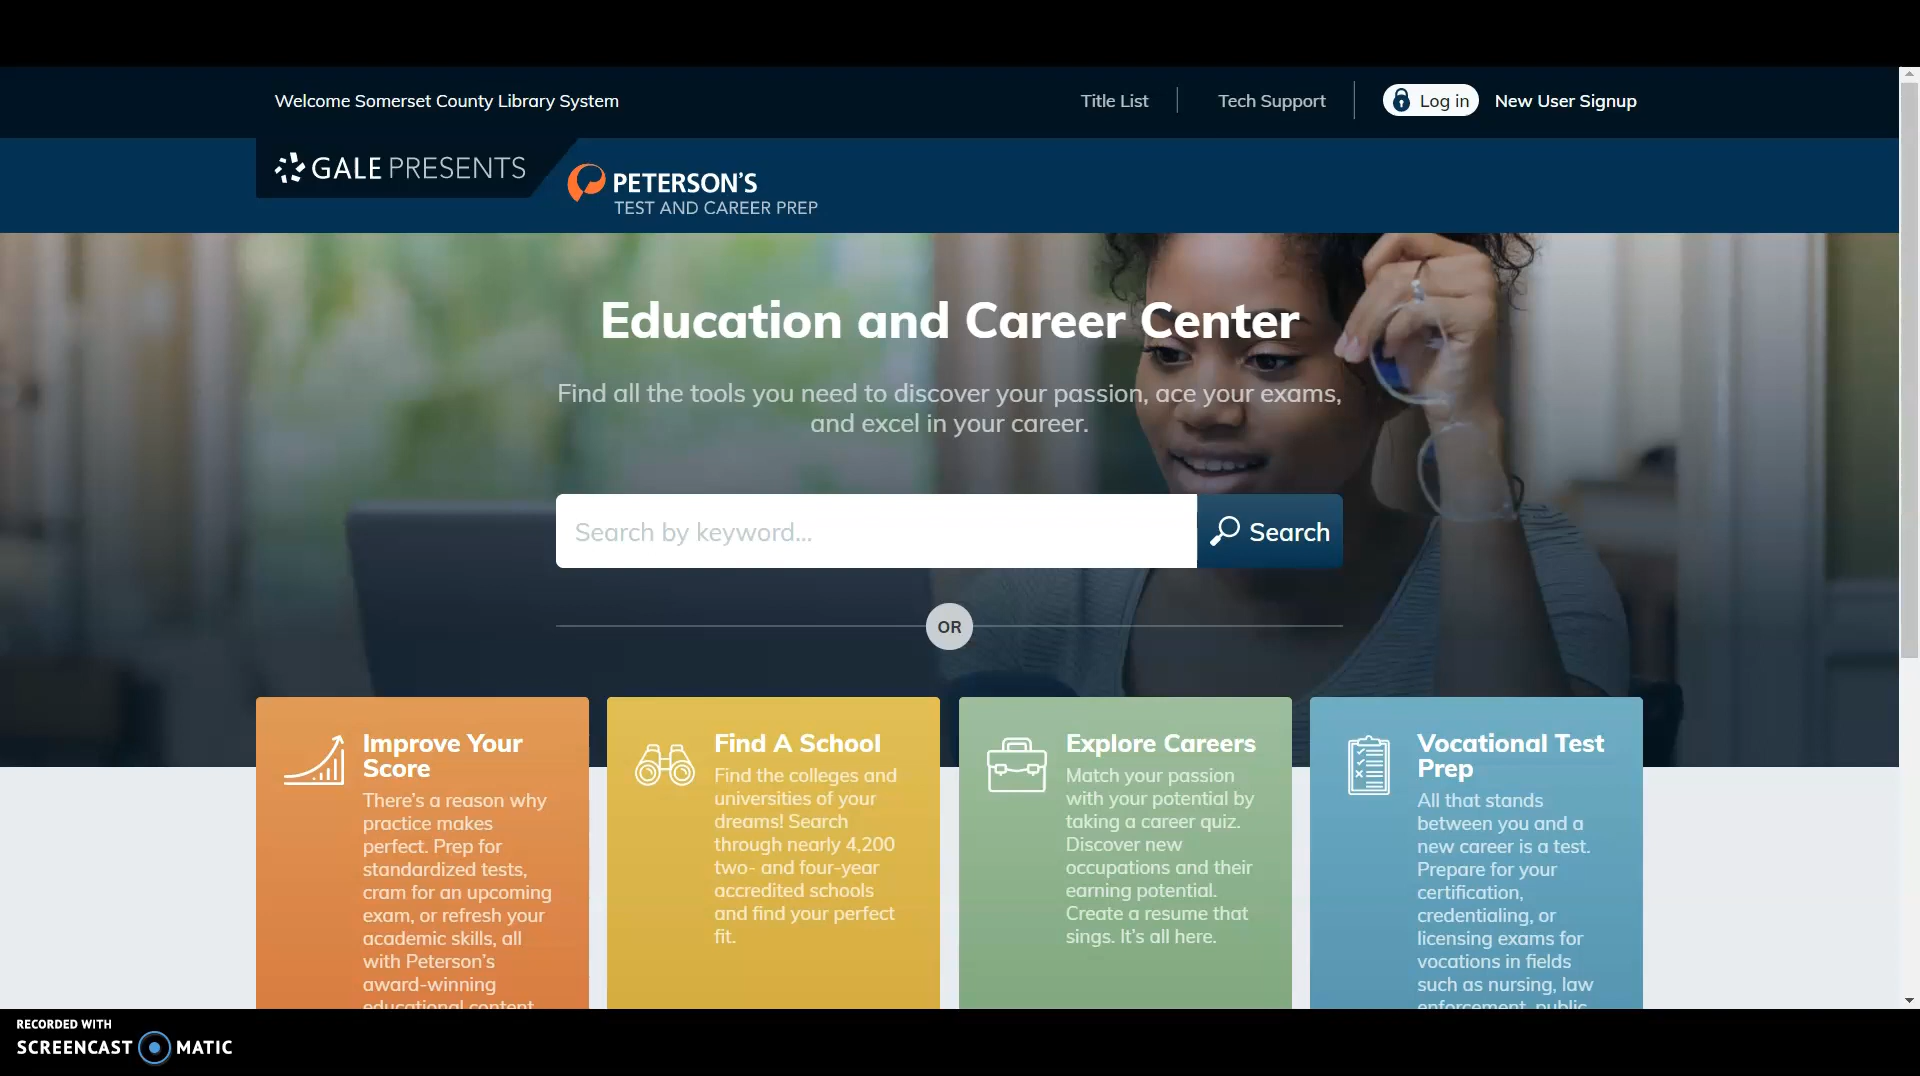 Welcome Somerset County Library System
Title List
Tech Support
Log in
New User Signup
GALE PRESENTS
PETERSON'S
TEST AND CAREER PREP
Education and Career Center
Find all the tools you need to discover your passion, ace your exams,
and excel in your career.
Search by keyword...
Search
OR
Improve Your
Score
There's a reason why
practice makes
perfect. Prep for
standardized tests,
cram for an upcoming
exam, or refresh your
academic skills, all
with Peterson's
award-winning
educational content
Find A School
Find the colleges and
universities of your
dreams! Search
through nearly 4,200
two- and four-year
accredited schools
and find your perfect
fit.
Explore Careers
Match your passion
with your potential by
taking a career quiz.
Discover new
occupations and their
earning potential.
Create a resume that
sings. It's all here.
Vocational Test
Prep
All that stands
between you and a
new career is a test.
Prepare for your
certification,
credentialing, or
licensing exams for
vocations in fields
such as nursing, law
enforcement, public
RECORDED WITH
SCREENCAST MATIC